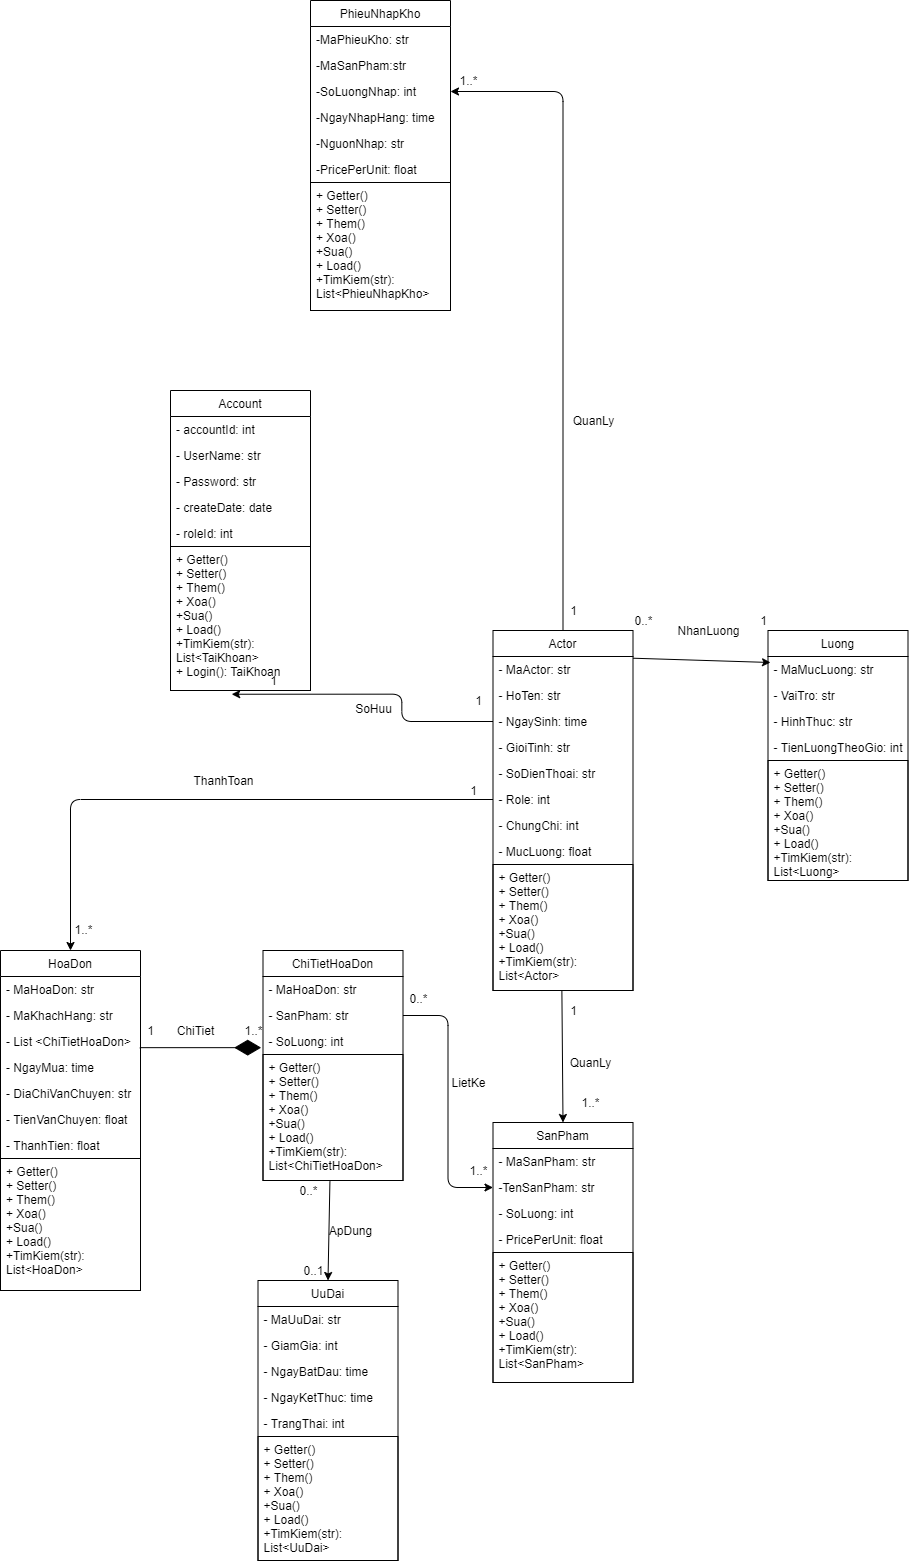 PhieuNhapKho
-MaPhieuKho: str
-MaSanPham:str
-SoLuongNhap: int
-NgayNhapHang: time
-NguonNhap: str
-PricePerUnit: float
+ Getter()
+ Setter()
+ Them()
+ Xoa()
+Sua()
+ Load()
+TimKiem(str):
List<PhieuNhapKho>
1..*
QuanLy
1
Account
- accountId: int
- UserName: str
- Password: str
- createDate: date
- roleId: int
+ Getter()
+ Setter()
+ Them()
+ Xoa()
+Sua()
+ Load()
+TimKiem(str):
List<TaiKhoan>
+ Login(): TaiKhoan
1
SoHuu
1
Actor
- MaActor: str
- HoTen: str
- NgaySinh: time
- GioiTinh: str
- SoDienThoai: str
- Role: int
- ChungChi: int
- MucLuong: float
+ Getter()
+ Setter()
+ Them()
+ Xoa()
+Sua()
+ Load()
+TimKiem(str):
List<Actor>
0..*
NhanLuong
1
Luong
- MaMucLuong: str
- VaiTro: str
- HinhThuc: str
- TienLuongTheoGio: int
+ Getter()
+ Setter()
+ Them()
+ Xoa()
+Sua()
+ Load()
+TimKiem(str):
List<Luong>
ThanhToan
1
1..*
HoaDon
- MaHoaDon: str
- MaKhachHang: str
- List <ChiTietHoaDon>
- NgayMua: time
- DiaChiVanChuyen: str
- TienVanChuyen: float
- ThanhTien: float
+ Getter()
+ Setter()
+ Them()
+ Xoa()
+Sua()
+ Load()
+TimKiem(str):
List<HoaDon>
1
ChiTiet
1..*
ChiTietHoaDon
- MaHoaDon: str
- SanPham: str
- SoLuong: int
+ Getter()
+ Setter()
+ Them()
+ Xoa()
+Sua()
+ Load()
+TimKiem(str):
List<ChiTietHoaDon>
0..*
LietKe
1..*
1
QuanLy
1..*
SanPham
- MaSanPham: str
-TenSanPham: str
- SoLuong: int
- PricePerUnit: float
+ Getter()
+ Setter()
+ Them()
+ Xoa()
+Sua()
+ Load()
+TimKiem(str):
List<SanPham>
0..*
ApDung
0..1
UuDai
- MaUuDai: str
- GiamGia: int
- NgayBatDau: time
- NgayKetThuc: time
- TrangThai: int
+ Getter()
+ Setter()
+ Them()
+ Xoa()
+Sua()
+ Load()
+TimKiem(str):
List<UuDai>